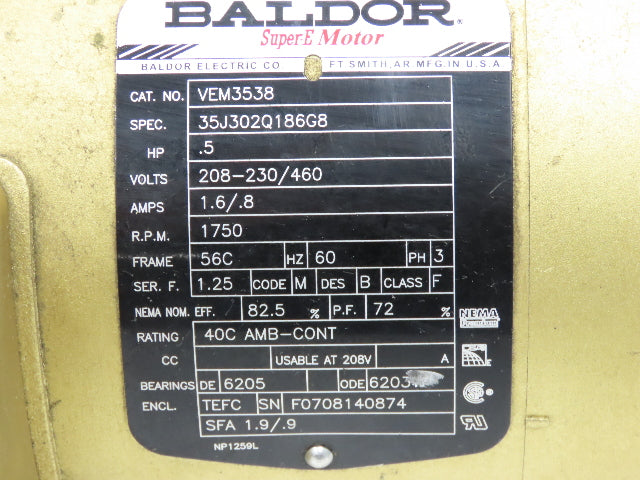 BALDOR
Super-E Motor
BALDOR ELECTRIC CO FT. SMITH, AR MFG. IN U.S.A.
CAT. NO. VEM3538
SPEC. 35J302Q186G8
HP .5
VOLTS 208-230/460
AMPS 1.6/.8
R.P.M. 1750
FRAME 56C HZ 60 PH 3
SER. F. 1.25 CODE M DES B CLASS F
NEMA NOM. EFF. 82.5 % P.F. 72 %
NEMA
RATING 40C AMB-CONT
CC USABLE AT 208V A
BEARINGS DE 6205 ODE 6203
ENCL. TEFC SN F0708140874
SFA 1.9/.9
NP1259L